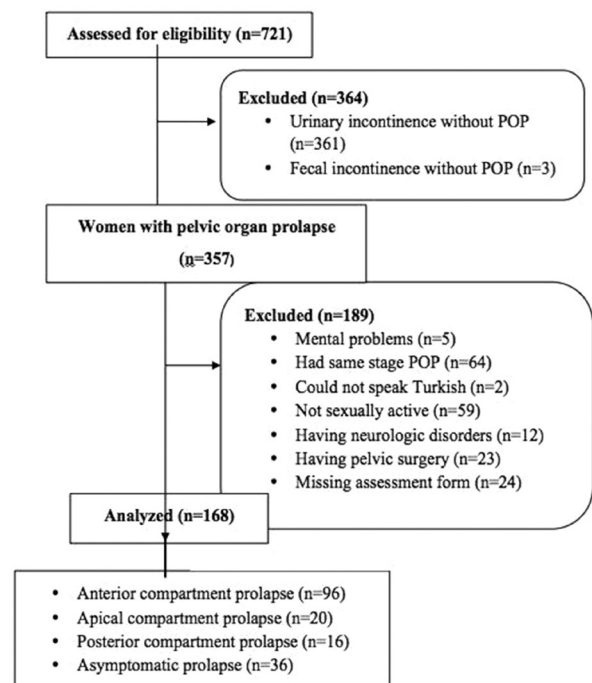 Assessed for eligibility (n=721)
Excluded (n=364)
• Urinary incontinence without POP
(n=361)
• Fecal incontinence without POP (n=3)
Women with pelvic organ prolapse
(n=357)
Excluded (n=189)
• Mental problems (n=5)
• Had same stage POP (n=64)
• Could not speak Turkish (n=2)
• Not sexually active (n=59)
• Having neurologic disorders (n=12)
• Having pelvic surgery (n=23)
• Missing assessment form (n=24)
Analyzed (n=168)
• Anterior compartment prolapse (n=96)
• Apical compartment prolapse (n=20)
• Posterior compartment prolapse (n=16)
• Asymptomatic prolapse (n=36)